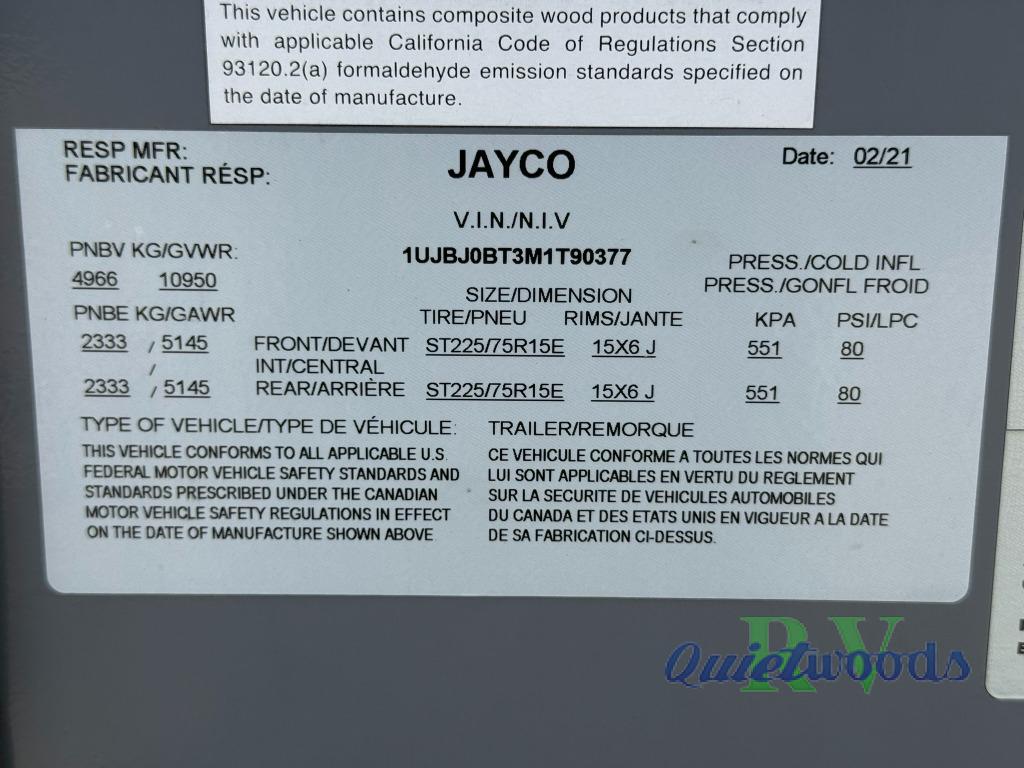 This vehicle contains composite wood products that comply
with applicable California Code of Regulations Section
93120.2(a) formaldehyde emission standards specified on
the date of manufacture.
RESP MFR:
FABRICANT RÉSP:
JAYCO
Date: 02/21
V.I.N./N.I.V
1UJBJ0BT3M1T90377
PNBV KG/GVWR:
4966 10950
PRESS./COLD INFL
PRESS./GONFL FROID
SIZE/DIMENSION
PNBE KG/GAWR TIRE/PNEU RIMS/JANTE KPA PSI/LPC
2333 / 5145 FRONT/DEVANT ST225/75R15E 15X6 J 551 80
/ INT/CENTRAL
2333 / 5145 REAR/ARRIÈRE ST225/75R15E 15X6 J 551 80
TYPE OF VEHICLE/TYPE DE VÉHICULE: TRAILER/REMORQUE
THIS VEHICLE CONFORMS TO ALL APPLICABLE U.S.
FEDERAL MOTOR VEHICLE SAFETY STANDARDS AND
STANDARDS PRESCRIBED UNDER THE CANADIAN
MOTOR VEHICLE SAFETY REGULATIONS IN EFFECT
ON THE DATE OF MANUFACTURE SHOWN ABOVE
CE VEHICULE CONFORME A TOUTES LES NORMES QUI
LUI SONT APPLICABLES EN VERTU DU REGLEMENT
SUR LA SECURITE DE VEHICULES AUTOMOBILES
DU CANADA ET DES ETATS UNIS EN VIGUEUR A LA DATE
DE SA FABRICATION CI-DESSUS.
Quietwoods RV